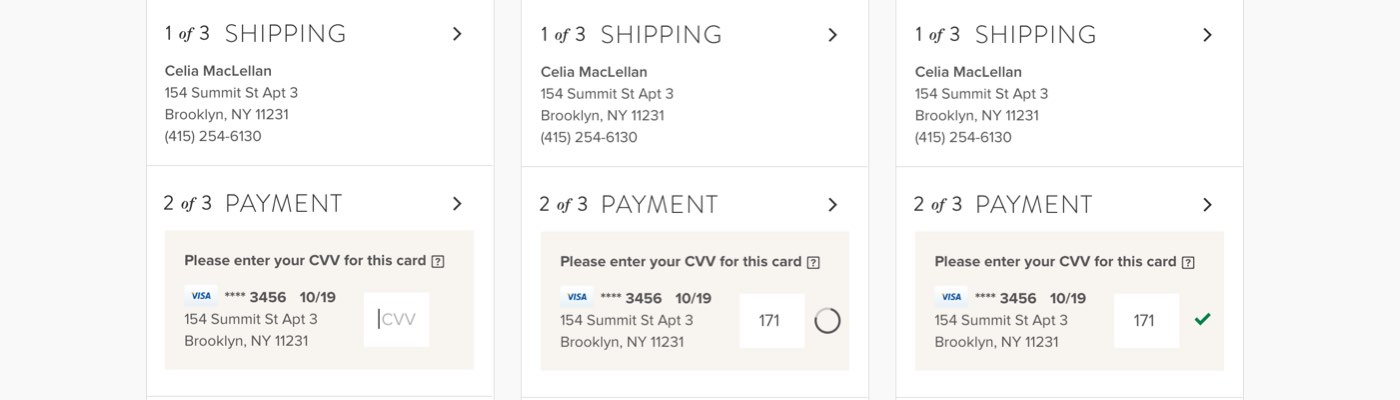 1 of 3 SHIPPING
Celia MacLellan
154 Summit St Apt 3
Brooklyn, NY 11231
(415) 254-6130
2 of 3 PAYMENT
Please enter your CVV for this card ?
VISA **** 3456 10/19
154 Summit St Apt 3
Brooklyn, NY 11231
CVV
1 of 3 SHIPPING
Celia MacLellan
154 Summit St Apt 3
Brooklyn, NY 11231
(415) 254-6130
2 of 3 PAYMENT
Please enter your CVV for this card ?
VISA **** 3456 10/19
154 Summit St Apt 3
Brooklyn, NY 11231
171
1 of 3 SHIPPING
Celia MacLellan
154 Summit St Apt 3
Brooklyn, NY 11231
(415) 254-6130
2 of 3 PAYMENT
Please enter your CVV for this card ?
VISA **** 3456 10/19
154 Summit St Apt 3
Brooklyn, NY 11231
171